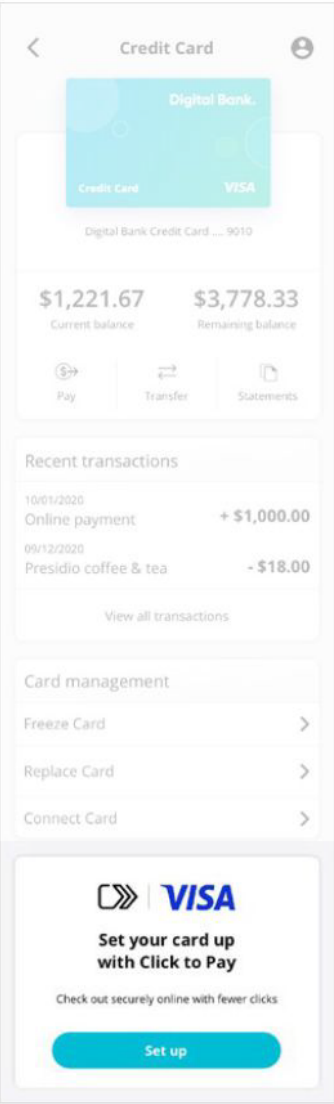 Credit Card
Digital Bank.
Credit Card VISA
Digital Bank Credit Card .... 9010
$1,221.67 $3,778.33
Current balance Remaining balance
Pay Transfer Statements
Recent transactions
10/01/2020
Online payment + $1,000.00
09/12/2020
Presidio coffee & tea - $18.00
View all transactions
Card management
Freeze Card
Replace Card
Connect Card
VISA
Set your card up
with Click to Pay
Check out securely online with fewer clicks
Set up